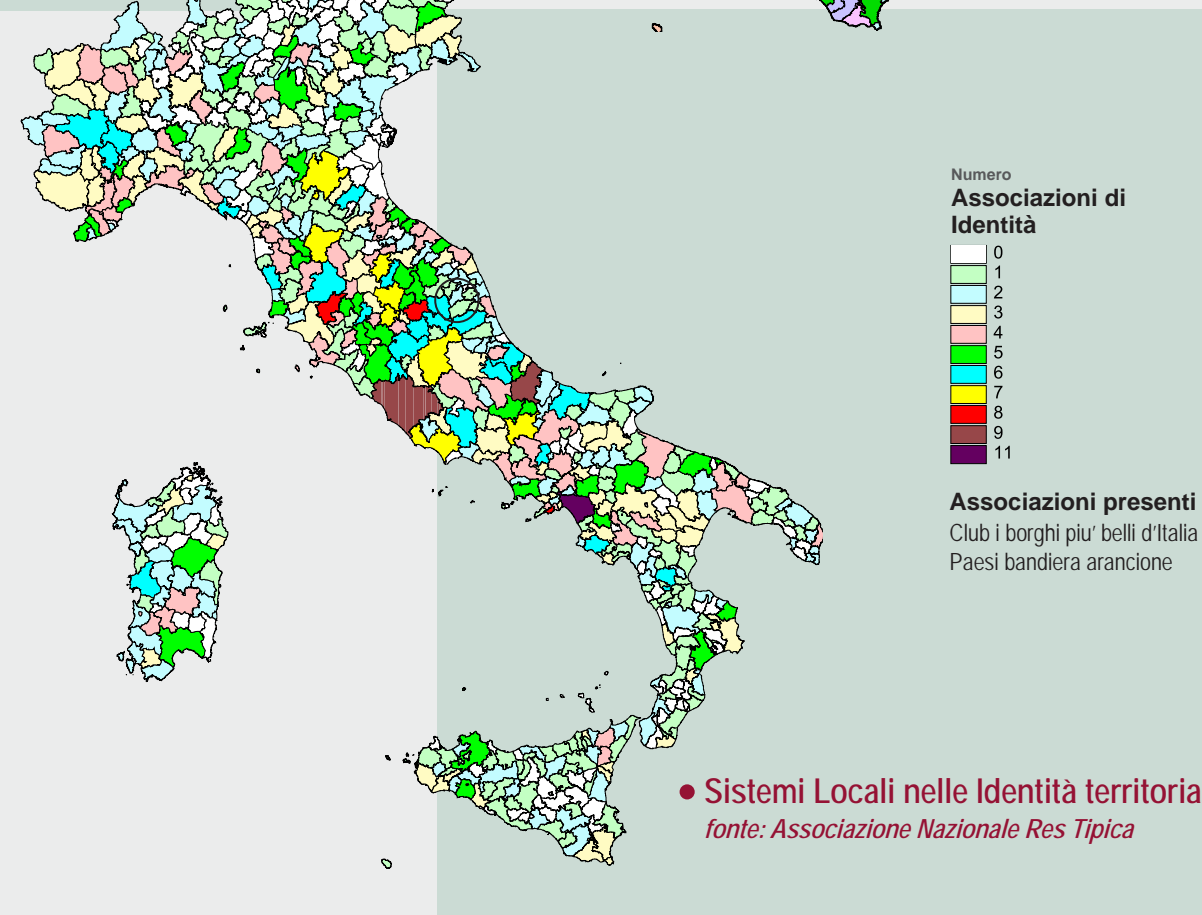 Numero
Associazioni di
Identità
0
1
2
3
4
5
6
7
8
9
11
Associazioni presenti
Club i borghi piu' belli d'Italia
Paesi bandiera arancione
• Sistemi Locali nelle Identità territoria
fonte: Associazione Nazionale Res Tipica